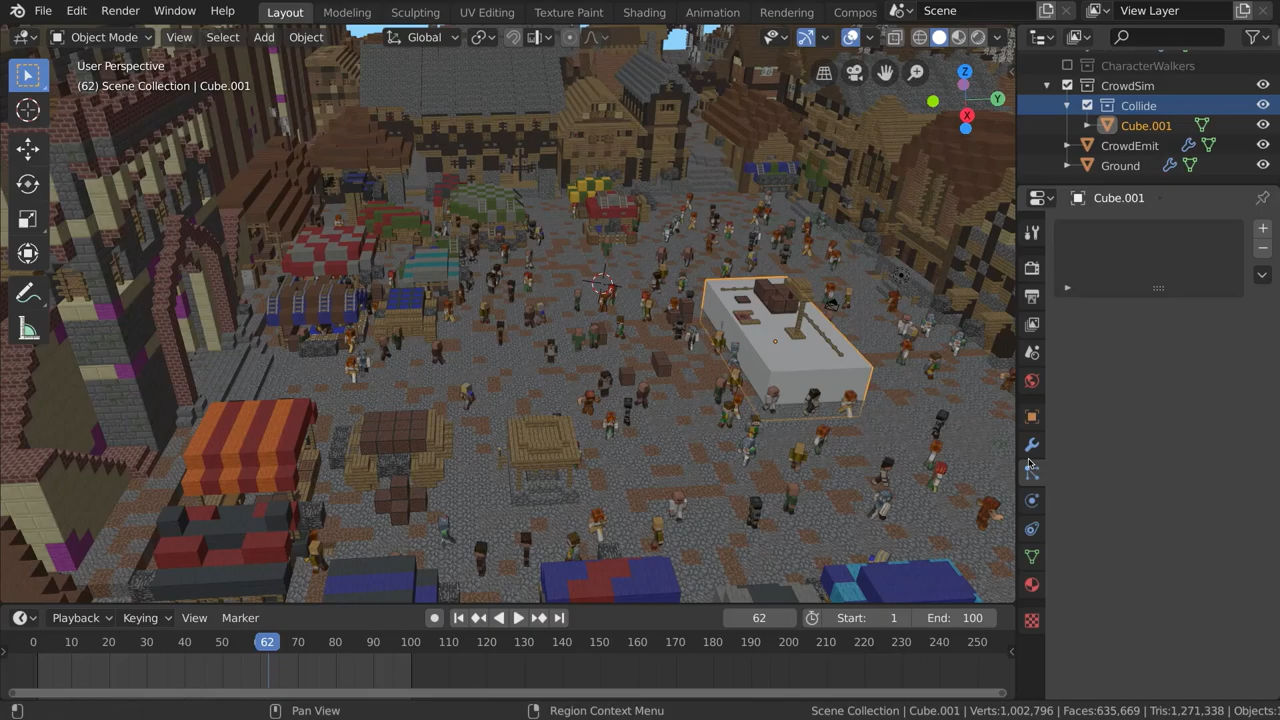 File Edit Render Window Help Layout Modeling Sculpting UV Editing Texture Paint Shading Animation Rendering Compos Scene View Layer
Object Mode View Select Add Object Global
User Perspective
(62) Scene Collection | Cube.001
Z
Y
X
CharacterWalkers
CrowdSim
Collide
Cube.001
CrowdEmit
Ground
Cube.001
Playback Keying View Marker 62 Start: 1 End: 100
0 10 20 30 40 50 62 70 80 90 100 110 120 130 140 150 160 170 180 190 200 210 220 230 240 250
Pan View Region Context Menu Scene Collection | Cube.001 | Verts:1,002,796 | Faces:635,669 | Tris:1,271,338 | Objects: